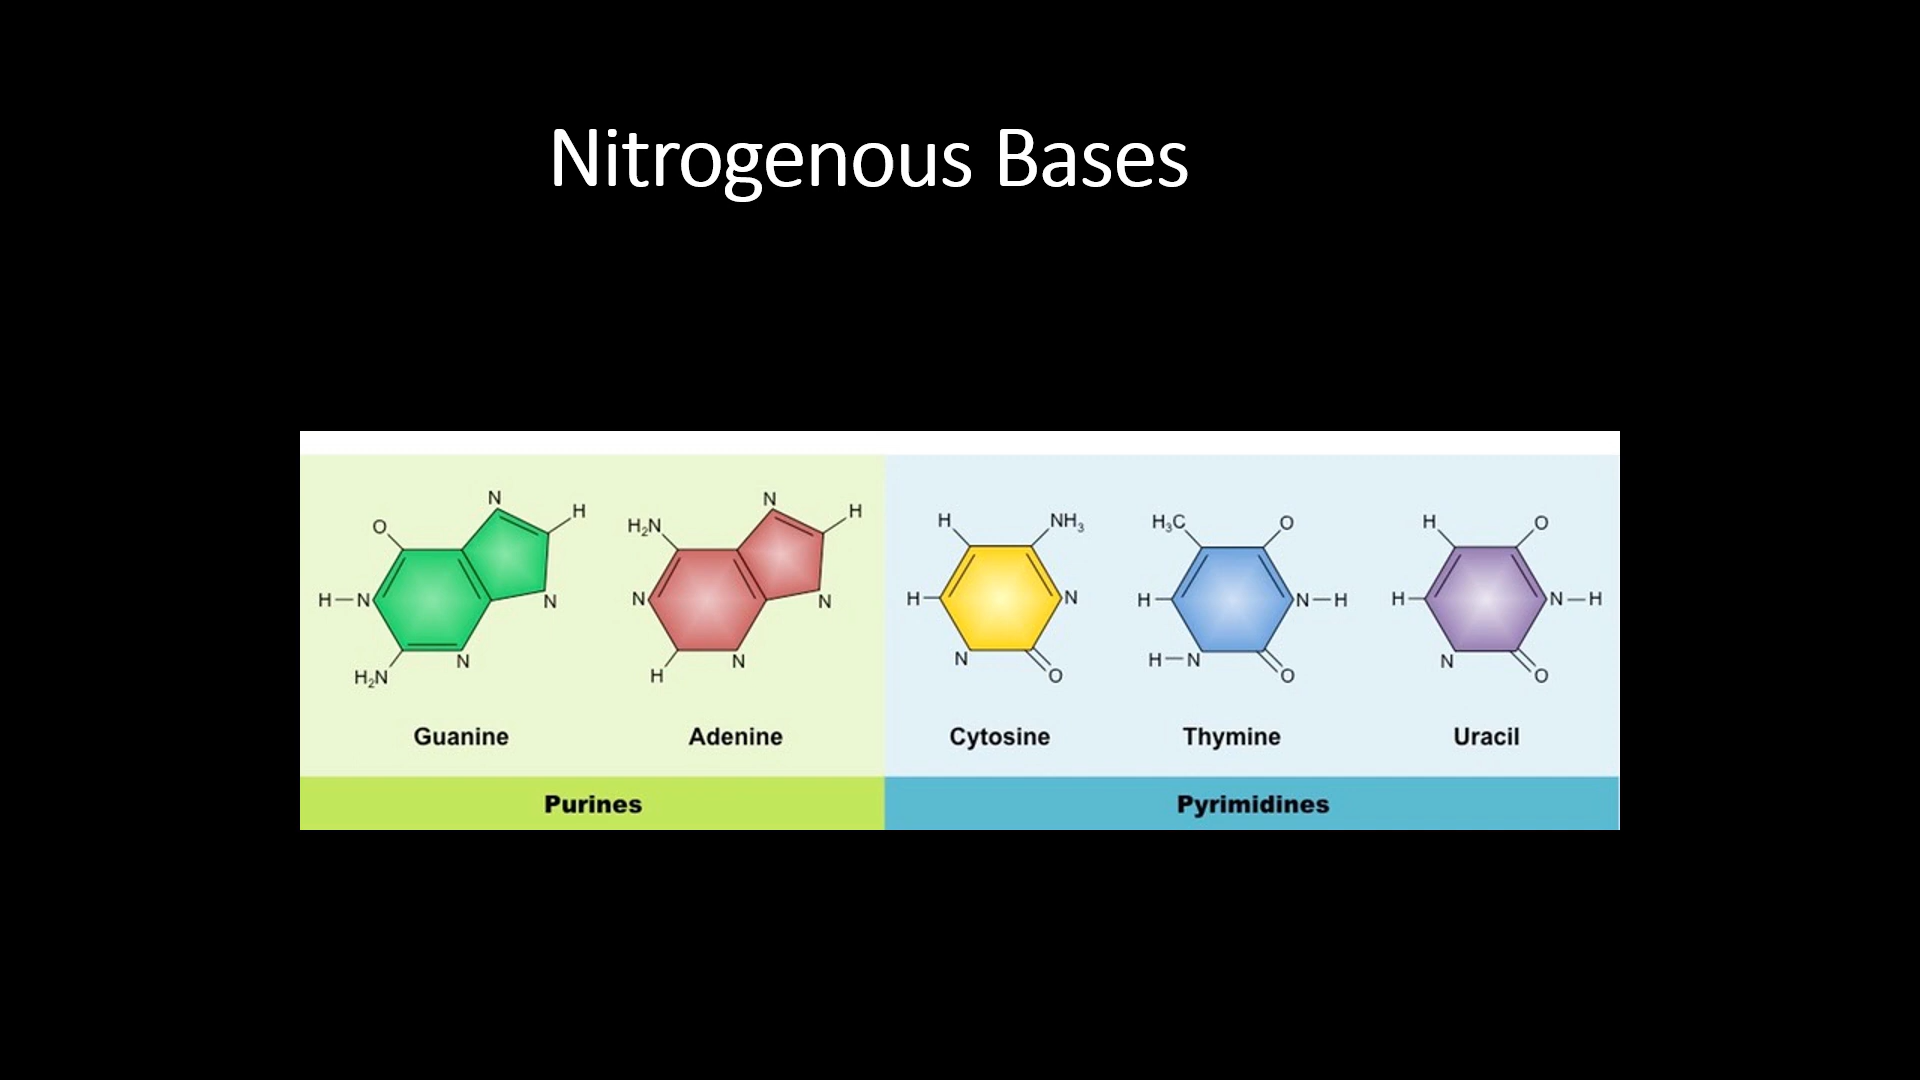 Nitrogenous Bases
N
H
O
H—N
N
N
H₂N
Guanine
N
H
H₂N
N
N
N
H
Adenine
Purines
H
NH₃
H
N
N
O
Cytosine
H₃C
O
H
N—H
H—N
O
Thymine
H
O
H
N—H
N
O
Uracil
Pyrimidines